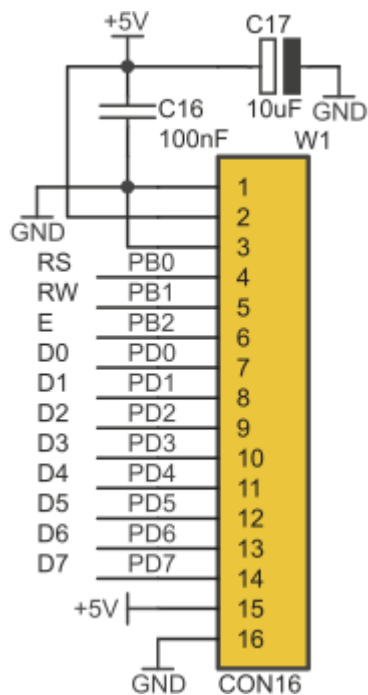 +5V
C17
C16
10uF
GND
100nF
W1
1
2
GND
3
RS PB0 4
RW PB1 5
E PB2 6
D0 PD0 7
D1 PD1 8
D2 PD2 9
D3 PD3 10
D4 PD4 11
D5 PD5 12
D6 PD6 13
D7 PD7 14
+5V 15
16
GND
CON16